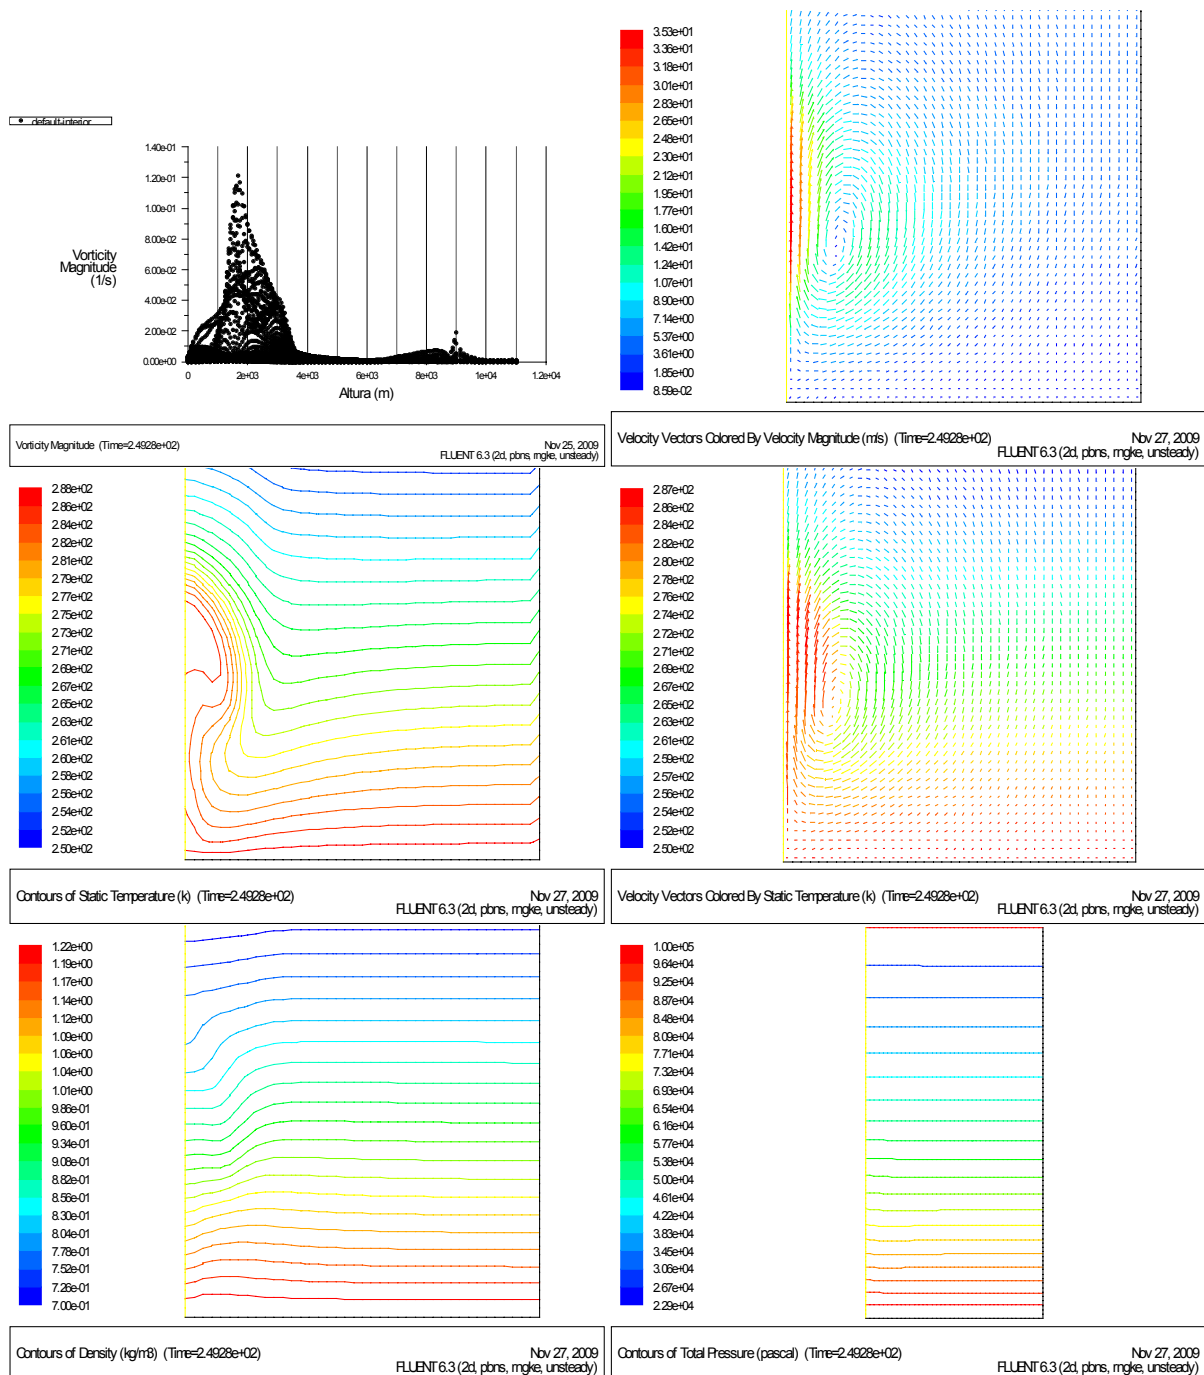 default-interior
1.40e-01
1.20e-01
1.00e-01
8.00e-02
6.00e-02
4.00e-02
2.00e-02
0.00e+00
Vorticity
Magnitude
(1/s)
0
2e+03
4e+03
6e+03
8e+03
1e+04
1.2e+04
Altura (m)
Vorticity Magnitude (Time=2.4928e+02)
Nov 25, 2009
FLUENT 6.3 (2d, pbns, rngke, unsteady)
3.53e+01
3.36e+01
3.18e+01
3.01e+01
2.83e+01
2.65e+01
2.48e+01
2.30e+01
2.12e+01
1.95e+01
1.77e+01
1.60e+01
1.42e+01
1.24e+01
1.07e+01
8.90e+00
7.14e+00
5.37e+00
3.61e+00
1.85e+00
8.59e-02
Velocity Vectors Colored By Velocity Magnitude (m/s) (Time=2.4928e+02)
Nov 27, 2009
FLUENT 6.3 (2d, pbns, rngke, unsteady)
2.88e+02
2.86e+02
2.84e+02
2.82e+02
2.81e+02
2.79e+02
2.77e+02
2.75e+02
2.73e+02
2.71e+02
2.69e+02
2.67e+02
2.65e+02
2.63e+02
2.61e+02
2.60e+02
2.58e+02
2.56e+02
2.54e+02
2.52e+02
2.50e+02
Contours of Static Temperature (k) (Time=2.4928e+02)
Nov 27, 2009
FLUENT 6.3 (2d, pbns, rngke, unsteady)
2.87e+02
2.86e+02
2.84e+02
2.82e+02
2.80e+02
2.78e+02
2.76e+02
2.74e+02
2.72e+02
2.71e+02
2.69e+02
2.67e+02
2.65e+02
2.63e+02
2.61e+02
2.59e+02
2.57e+02
2.56e+02
2.54e+02
2.52e+02
2.50e+02
Velocity Vectors Colored By Static Temperature (k) (Time=2.4928e+02)
Nov 27, 2009
FLUENT 6.3 (2d, pbns, rngke, unsteady)
1.22e+00
1.19e+00
1.17e+00
1.14e+00
1.12e+00
1.09e+00
1.06e+00
1.04e+00
1.01e+00
9.86e-01
9.60e-01
9.34e-01
9.08e-01
8.82e-01
8.56e-01
8.30e-01
8.04e-01
7.78e-01
7.52e-01
7.26e-01
7.00e-01
Contours of Density (kg/m3) (Time=2.4928e+02)
Nov 27, 2009
FLUENT 6.3 (2d, pbns, rngke, unsteady)
1.00e+05
9.64e+04
9.25e+04
8.87e+04
8.48e+04
8.09e+04
7.71e+04
7.32e+04
6.93e+04
6.54e+04
6.16e+04
5.77e+04
5.38e+04
5.00e+04
4.61e+04
4.22e+04
3.83e+04
3.45e+04
3.06e+04
2.67e+04
2.29e+04
Contours of Total Pressure (pascal) (Time=2.4928e+02)
Nov 27, 2009
FLUENT 6.3 (2d, pbns, rngke, unsteady)